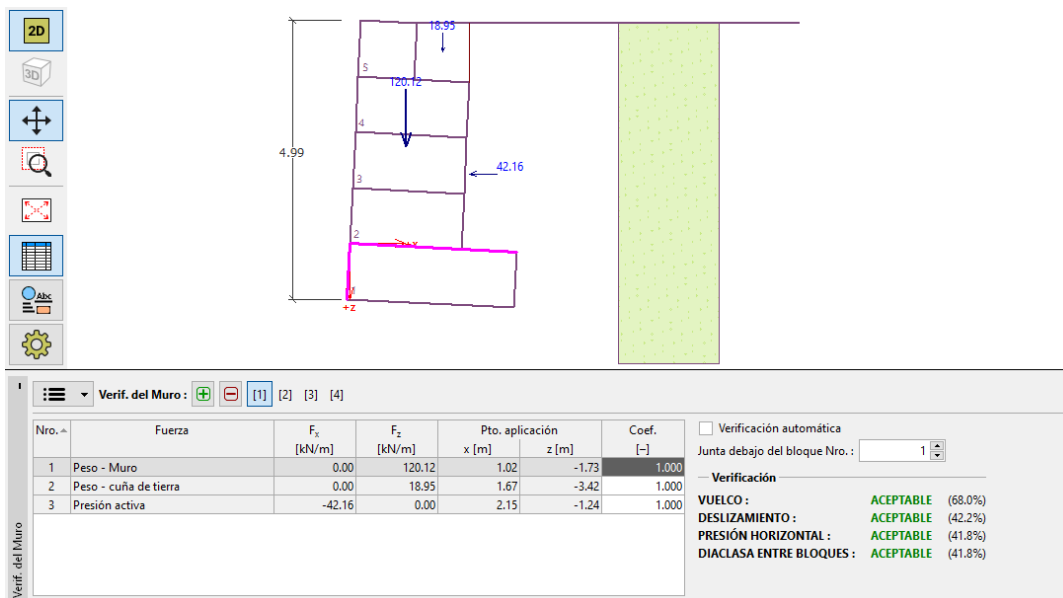 2D
3D
Abc
18.95
5
120.12
4
4.99
42.16
3
2
+x
+z
Verif. del Muro : [1] [2] [3] [4]
Nro. Fuerza Fx Fz Pto. aplicación Coef.
[kN/m] [kN/m] x [m] z [m] [–]
1 Peso - Muro 0.00 120.12 1.02 -1.73 1.000
2 Peso - cuña de tierra 0.00 18.95 1.67 -3.42 1.000
3 Presión activa -42.16 0.00 2.15 -1.24 1.000
Verificación automática
Junta debajo del bloque Nro. : 1
Verificación
VUELCO : ACEPTABLE (68.0%)
DESLIZAMIENTO : ACEPTABLE (42.2%)
PRESIÓN HORIZONTAL : ACEPTABLE (41.8%)
DIACLASA ENTRE BLOQUES : ACEPTABLE (41.8%)
Verif. del Muro